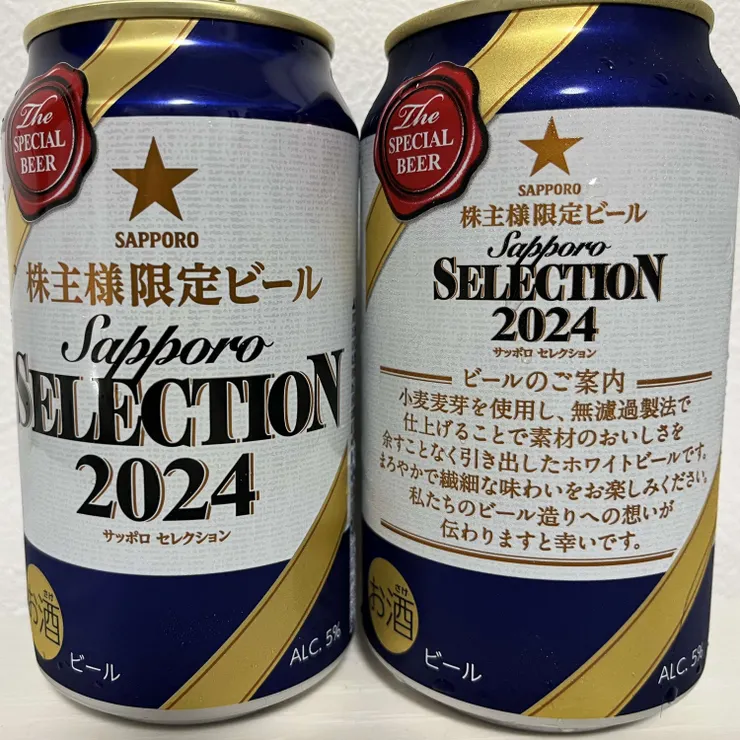 The
SPECIAL
BEER
SAPPORO
株主様限定ビール
Sapporo
SELECTION
2024
サッポロ セレクション
さけ
お酒
ビール
ALC. 5%
The
SPECIAL
BEER
SAPPORO
株主様限定ビール
Sapporo
SELECTION
2024
サッポロ セレクション
ビールのご案内
小麦麦芽を使用し、無濾過製法で
仕上げることで素材のおいしさを
余すことなく引き出したホワイトビールです。
まろやかで繊細な味わいをお楽しみください。
私たちのビール造りへの想いが
伝わりますと幸いです。
さけ
お酒
ビール
ALC. 5%